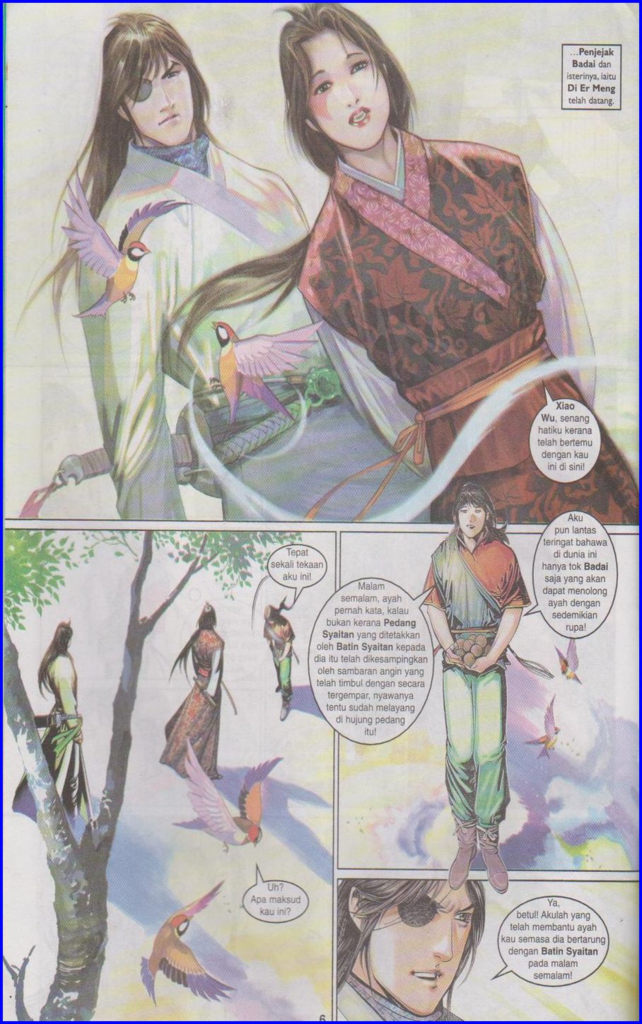 ...Penjejak
Badai dan
isterinya, iaitu
Di Er Meng
telah datang.
Xiao
Wu, senang
hatiku kerana
telah bertemu
dengan kau
ini di sini!
Tepat
sekali tekaan
aku ini!
Uh?
Apa maksud
kau ini?
Aku
pun lantas
teringat bahawa
di dunia ini
hanya tok Badai
saja yang akan
dapat menolong
ayah dengan
sedemikian
rupa!
Malam
semalam, ayah
pernah kata, kalau
bukan kerana Pedang
Syaitan yang ditetakkan
oleh Batin Syaitan kepada
dia itu telah dikesampingkan
oleh sambaran angin yang
telah timbul dengan secara
tergempar, nyawanya
tentu sudah melayang
di hujung pedang
itu!
Ya,
betul! Akulah yang
telah membantu ayah
kau semasa dia bertarung
dengan Batin Syaitan
pada malam
semalam!
6